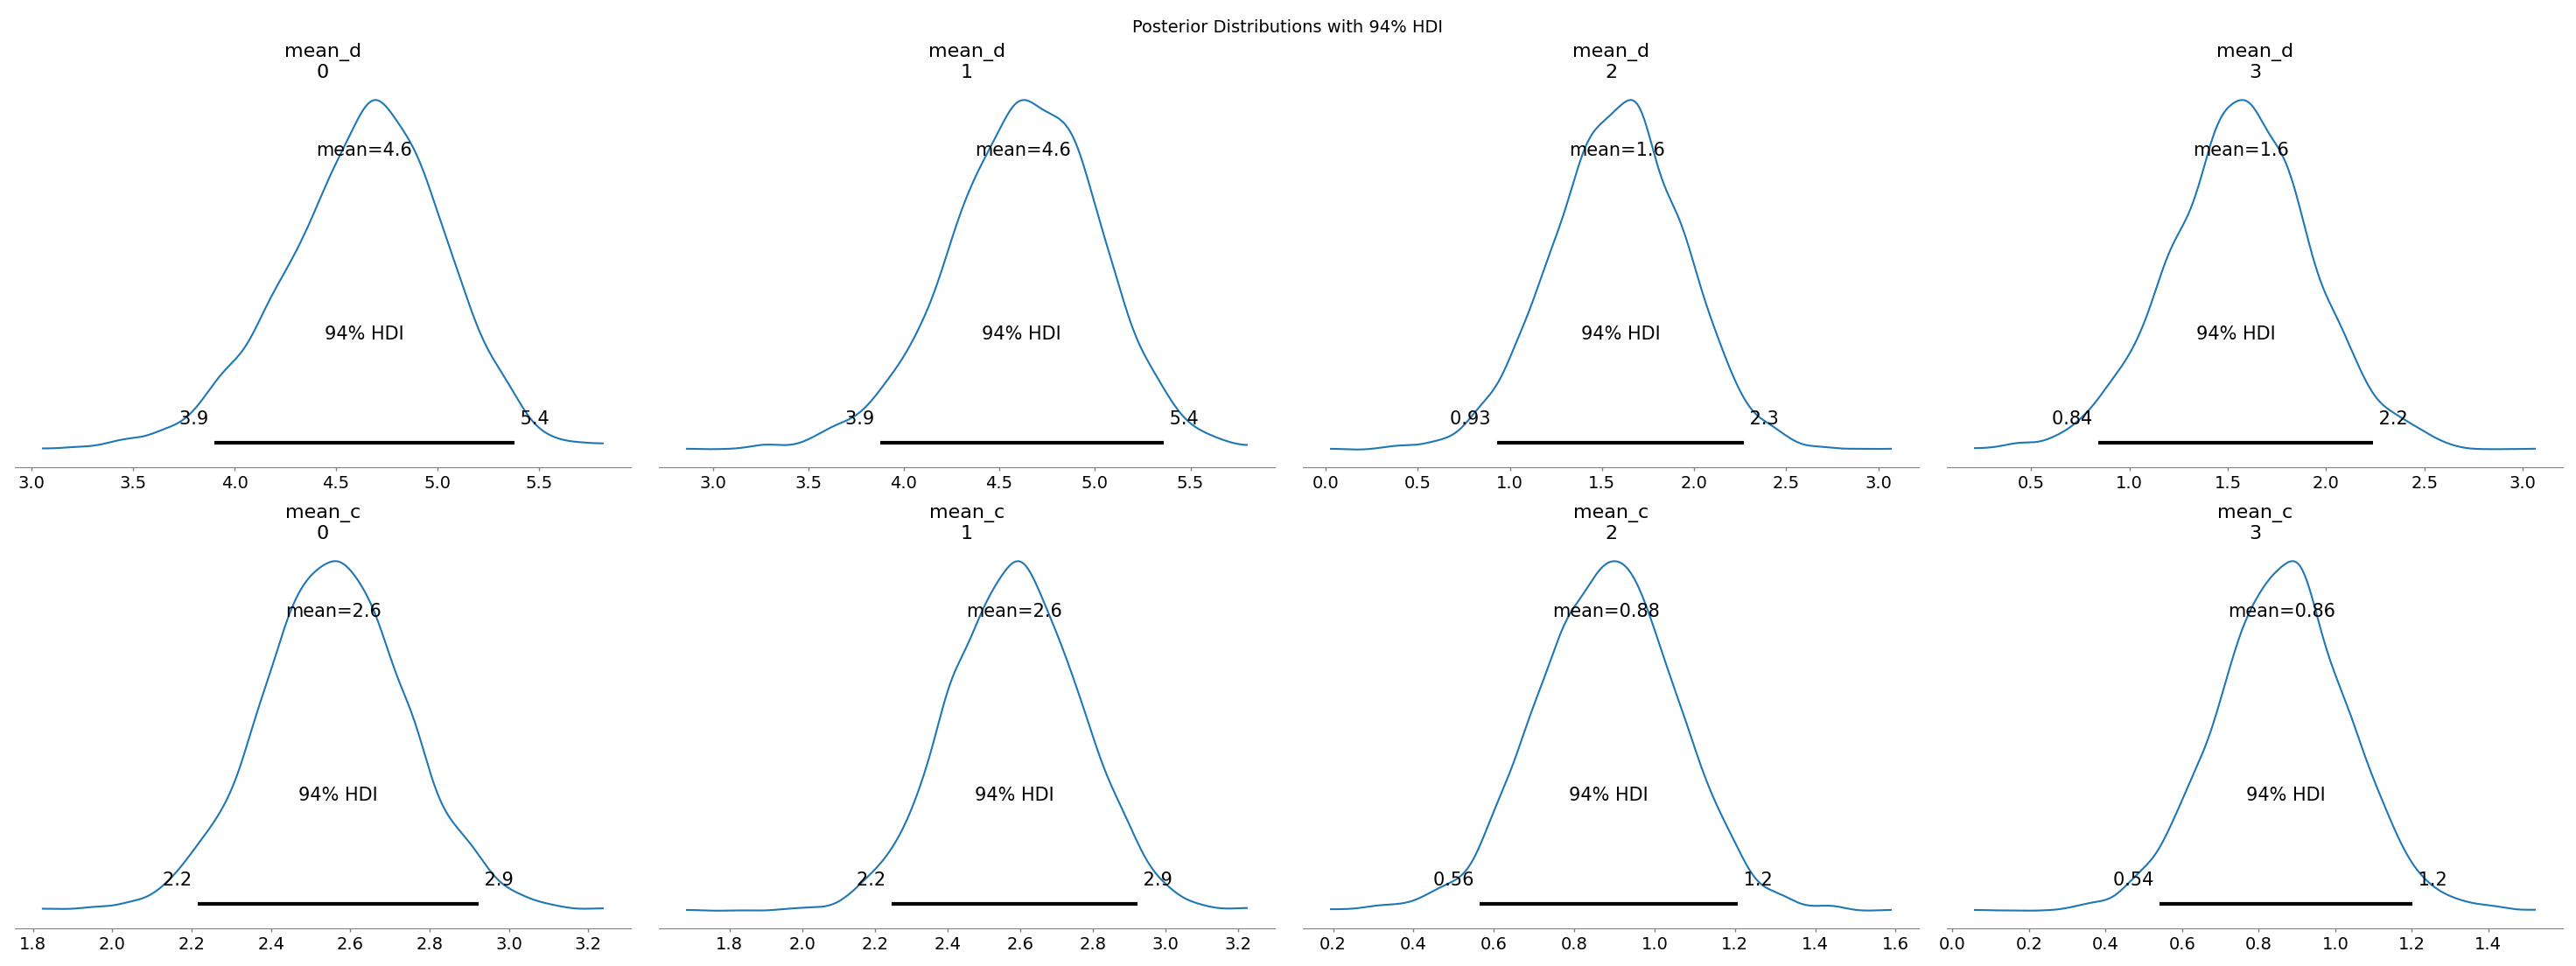 Posterior Distributions with 94% HDI
mean_d
0
mean=4.6
94% HDI
3.9
5.4
3.0 3.5 4.0 4.5 5.0 5.5
mean_d
1
mean=4.6
94% HDI
3.9
5.4
3.0 3.5 4.0 4.5 5.0 5.5
mean_d
2
mean=1.6
94% HDI
0.93
2.3
0.0 0.5 1.0 1.5 2.0 2.5 3.0
mean_d
3
mean=1.6
94% HDI
0.84
2.2
0.5 1.0 1.5 2.0 2.5 3.0
mean_c
0
mean=2.6
94% HDI
2.2
2.9
1.8 2.0 2.2 2.4 2.6 2.8 3.0 3.2
mean_c
1
mean=2.6
94% HDI
2.2
2.9
1.8 2.0 2.2 2.4 2.6 2.8 3.0 3.2
mean_c
2
mean=0.88
94% HDI
0.56
1.2
0.2 0.4 0.6 0.8 1.0 1.2 1.4 1.6
mean_c
3
mean=0.86
94% HDI
0.54
1.2
0.0 0.2 0.4 0.6 0.8 1.0 1.2 1.4